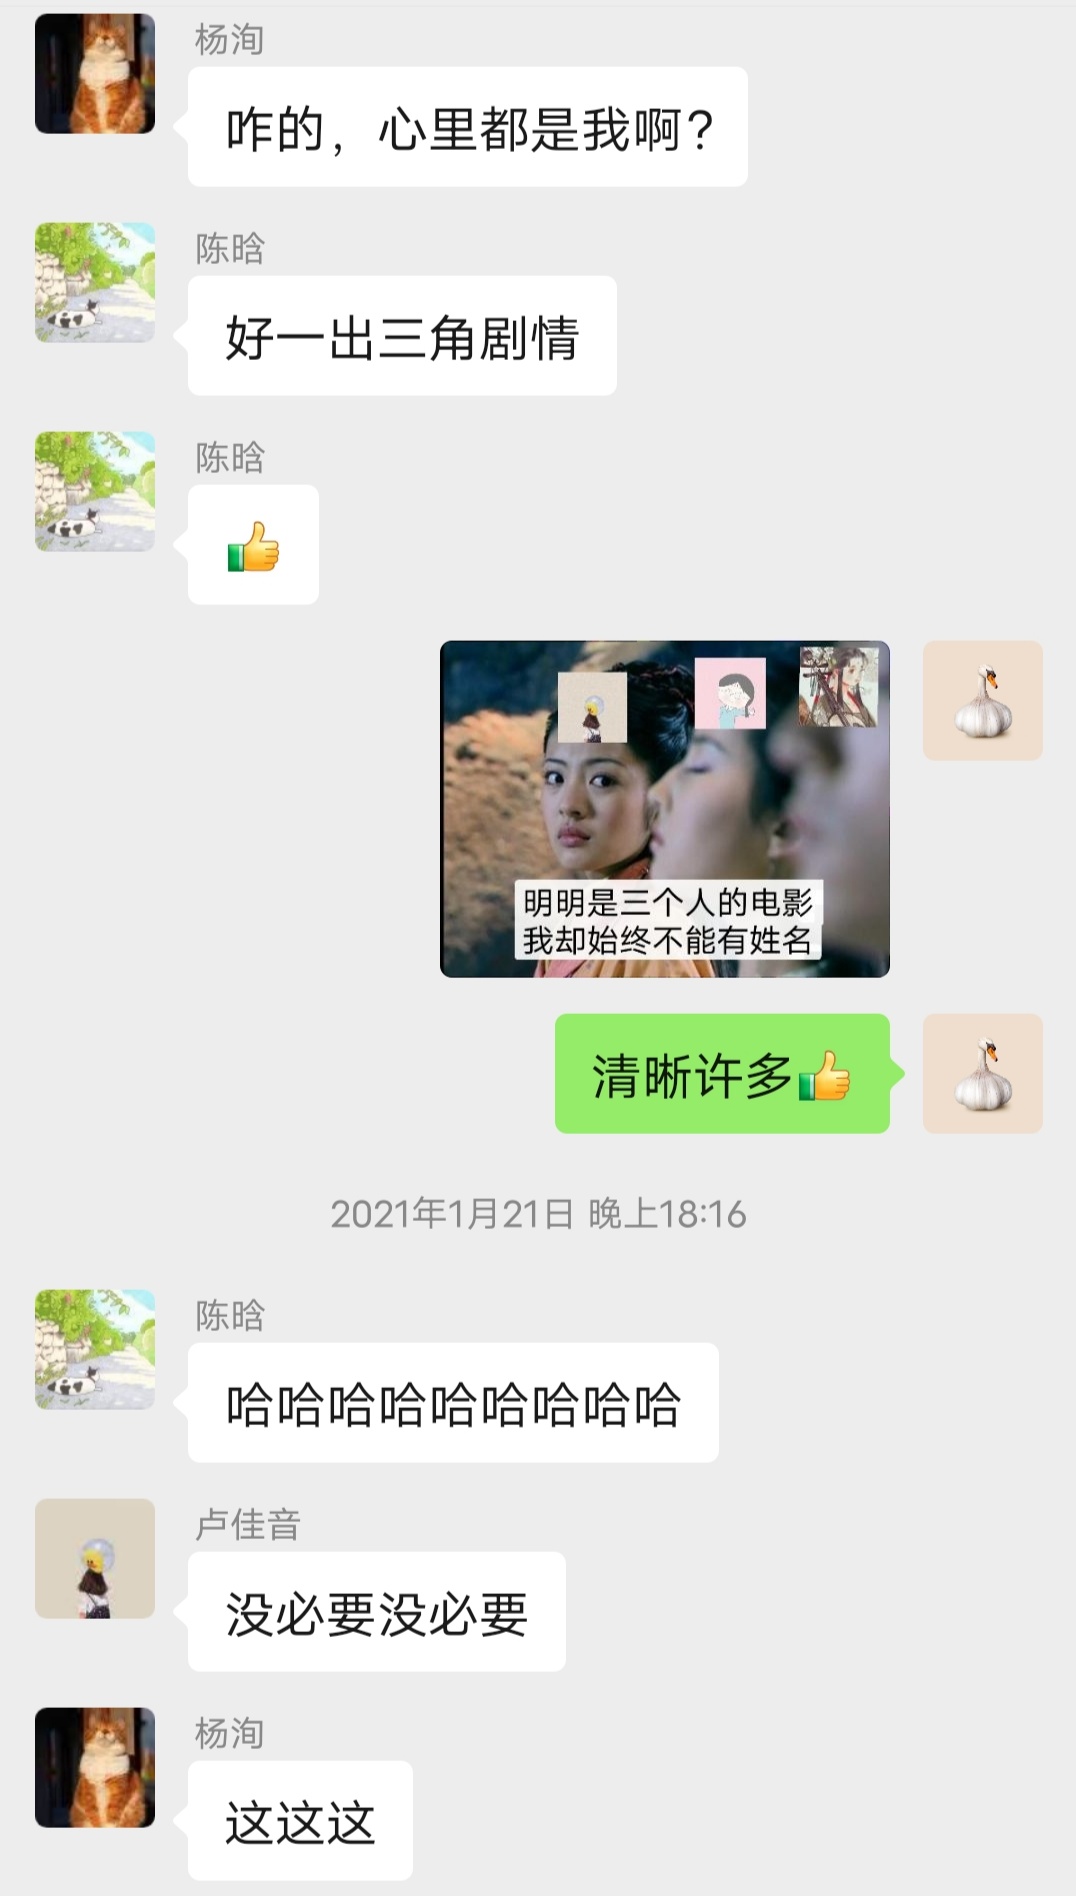 杨洵
咋的，心里都是我啊？
陈晗
好一出三角剧情
陈晗
👍
明明是三个人的电影
我却始终不能有姓名
清晰许多👍
2021年1月21日 晚上18:16
陈晗
哈哈哈哈哈哈哈哈哈
卢佳音
没必要没必要
杨洵
这这这